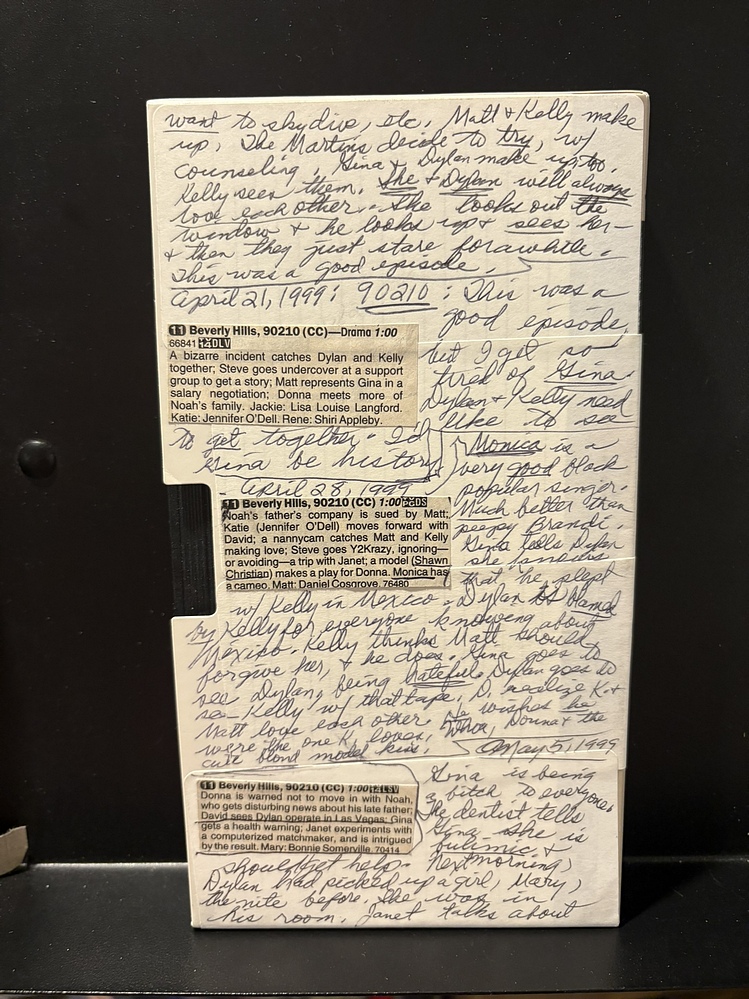 want to skydive, etc. Matt & Kelly make
up. The Martins decide to try, w/
counseling. Gina & Dylan make up too.
Kelly sees them. She & Dylan will always
love each other. She looks out the
window & he looks up & sees her-
& then they just stare for awhile.
This was a good episode.
April 21, 1999: 90210: This was a
good episode,
11 Beverly Hills, 90210 (CC)—Drama 1:00
66841
A bizarre incident catches Dylan and Kelly
together; Steve goes undercover at a support
group to get a story; Matt represents Gina in a
salary negotiation; Donna meets more of
Noah's family. Jackie: Lisa Louise Langford.
Katie: Jennifer O'Dell. Rene: Shiri Appleby.
but I get so
tired of Gina.
Dylan & Kelly need
to get together. I'd like to see
Gina be history.
April 28, 1999
11 Beverly Hills, 90210 (CC) 1:00
Noah's father's company is sued by Matt;
Katie (Jennifer O'Dell) moves forward with
David; a nannycam catches Matt and Kelly
making love; Steve goes Y2Krazy, ignoring—
or avoiding—a trip with Janet; a model (Shawn
Christian) makes a play for Donna. Monica has
a cameo. Matt: Daniel Cosgrove. 76480
Monica is a
very good black
popular singer.
Much better than
Brandi.
Gina tells Dylan
she
that he slept
w/ Kelly in Mexico. Dylan is blamed
by Kelly for everyone knowing about
Mexico. Kelly thinks Matt should
forgive her, & he does. Gina goes to
see Dylan, being hateful. Dylan goes to
see Kelly w/ that tape. D. realize K. &
Matt love each other. He wishes he
were the one K. loves. Donna & the
cute blond model kiss.
May 5, 1999
11 Beverly Hills, 90210 (CC) 1:00
Donna is warned not to move in with Noah,
who gets disturbing news about his late father;
David sees Dylan operate in Las Vegas; Gina
gets a health warning; Janet experiments with
a computerized matchmaker, and is intrigued
by the result. Mary: Bonnie Somerville. 70414
Gina is being
a bitch to everyone.
The dentist tells
Gina she is
bulimic &
should get help.
Next morning,
Dylan had picked up a girl, Mary,
the nite before. She was in
his room. Janet talks about